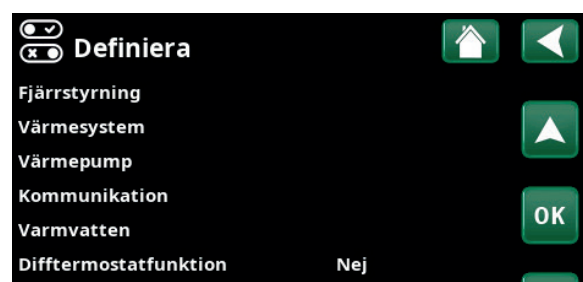 Definiera
Fjärrstyrning
Värmesystem
Värmepump
Kommunikation
OK
Varmvatten
Difftermostatfunktion Nej